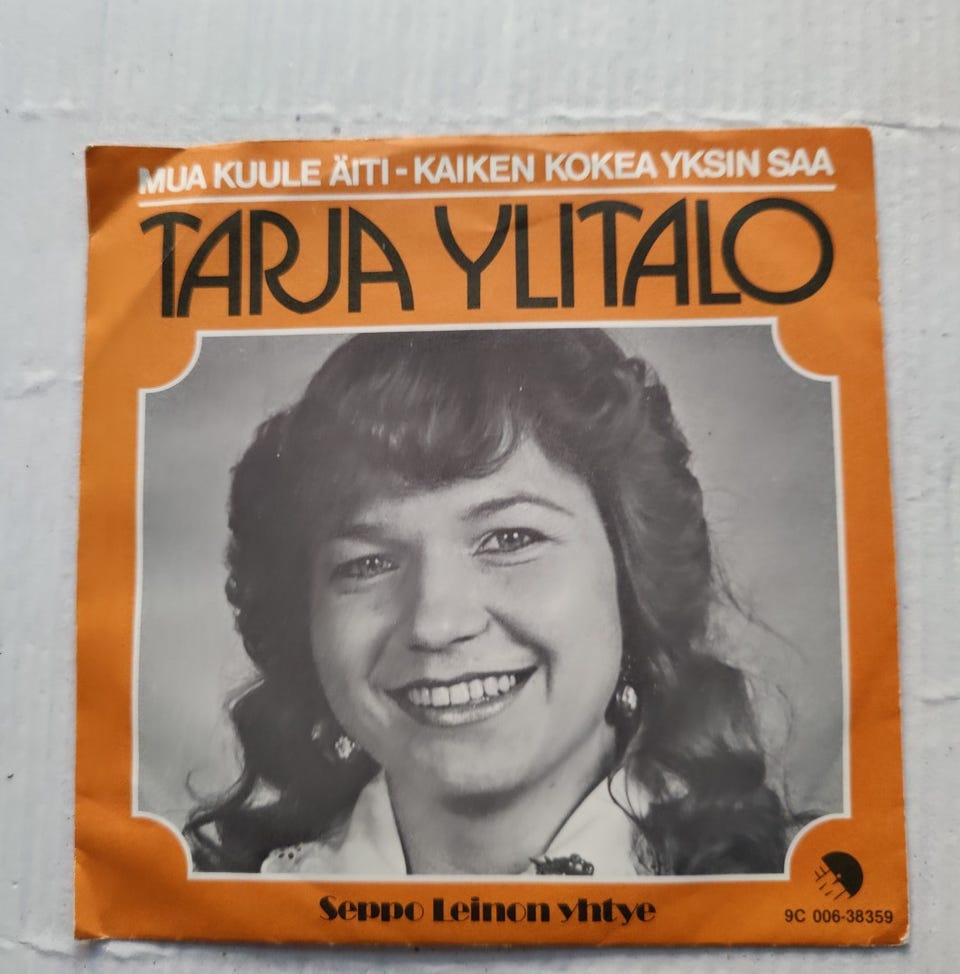 MUA KUULE ÄITI - KAIKEN KOKEA YKSIN SAA
TARJA YLITALO
Seppo Leinon yhtye
9C 006-38359